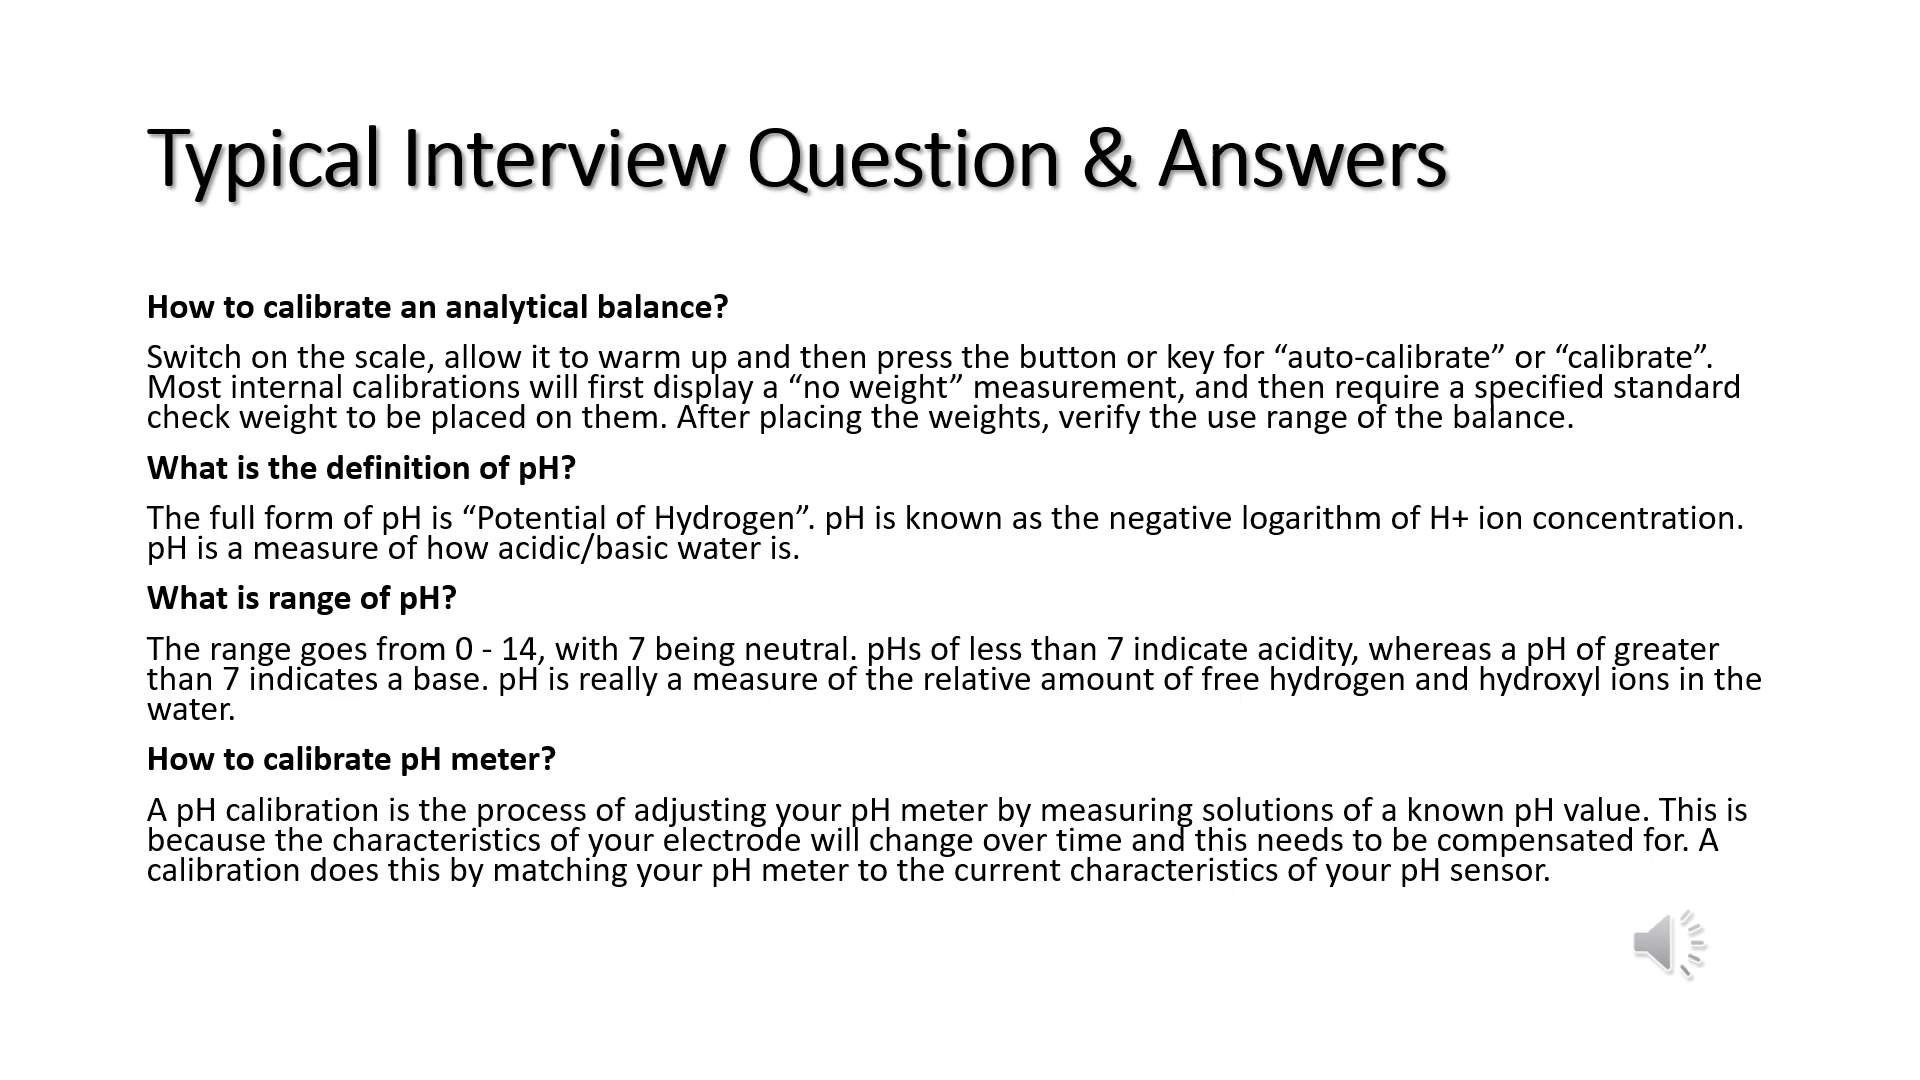 Typical Interview Question & Answers
How to calibrate an analytical balance?
Switch on the scale, allow it to warm up and then press the button or key for “auto-calibrate” or “calibrate”.
Most internal calibrations will first display a “no weight” measurement, and then require a specified standard
check weight to be placed on them. After placing the weights, verify the use range of the balance.
What is the definition of pH?
The full form of pH is “Potential of Hydrogen”. pH is known as the negative logarithm of H+ ion concentration.
pH is a measure of how acidic/basic water is.
What is range of pH?
The range goes from 0 - 14, with 7 being neutral. pHs of less than 7 indicate acidity, whereas a pH of greater
than 7 indicates a base. pH is really a measure of the relative amount of free hydrogen and hydroxyl ions in the
water.
How to calibrate pH meter?
A pH calibration is the process of adjusting your pH meter by measuring solutions of a known pH value. This is
because the characteristics of your electrode will change over time and this needs to be compensated for. A
calibration does this by matching your pH meter to the current characteristics of your pH sensor.